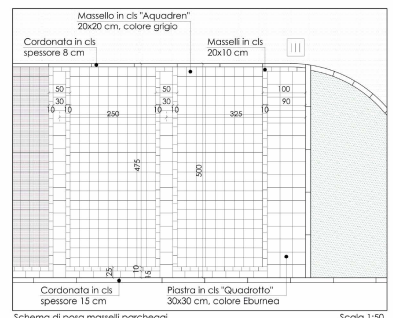 Massello in cls "Aquadren"
20x20 cm, colore grigio
Cordonata in cls
spessore 8 cm
Masselli in cls
20x10 cm
50
50
100
30
30
90
10
10
10
10
10
250
325
475
500
25
10
15
Cordonata in cls
spessore 15 cm
Piastra in cls "Quadrotto"
30x30 cm, colore Eburnea
Schema di posa masselli parcheggi
Scala 1:50